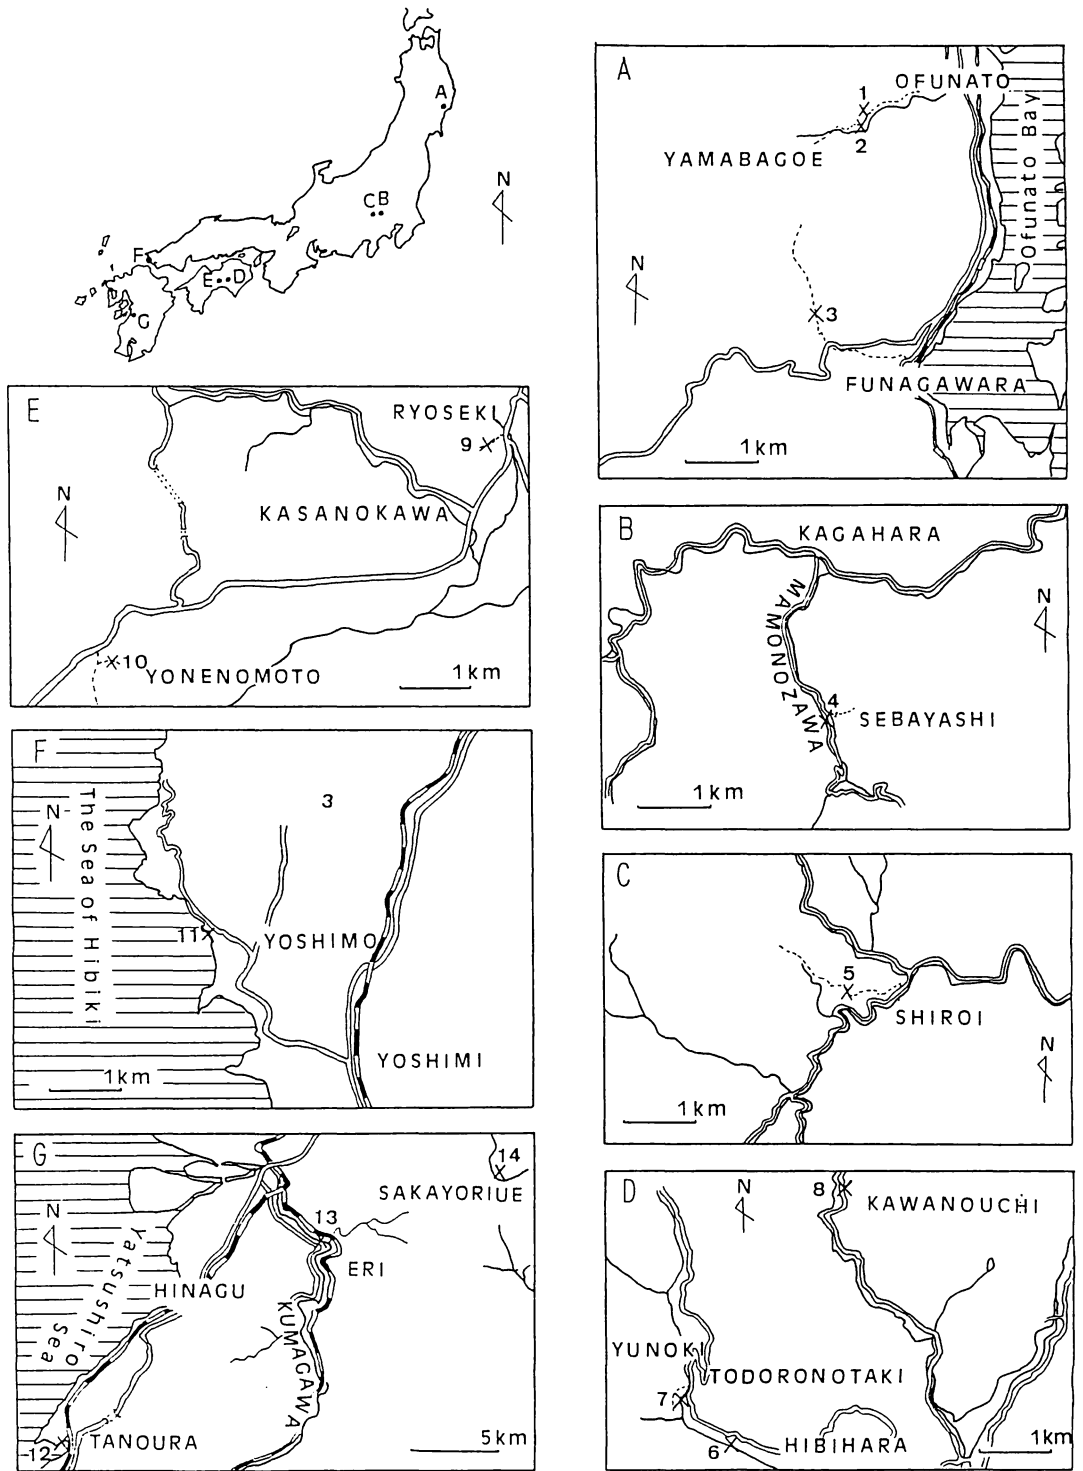 A
CB
F
E D
G
N
A
OFUNATO
1
2
YAMABAGOE
Ofunato Bay
N
3
FUNAGAWARA
1km
E
RYOSEKI
9
N
KASANOKAWA
10
YONENOMOTO
1km
B
KAGAHARA
N
MAMONOZAWA
4
SEBAYASHI
1km
F
3
N
The Sea of Hibiki
11
YOSHIMO
YOSHIMI
1km
C
5
SHIROI
N
1km
G
14
SAKAYORIUE
N
13
ERI
Yatsushiro Sea
HINAGU
KUMAGAWA
12
TANOURA
5km
D
N
8
KAWANOUCHI
YUNOKI
TODORONOTAKI
7
6
HIBIHARA
1km